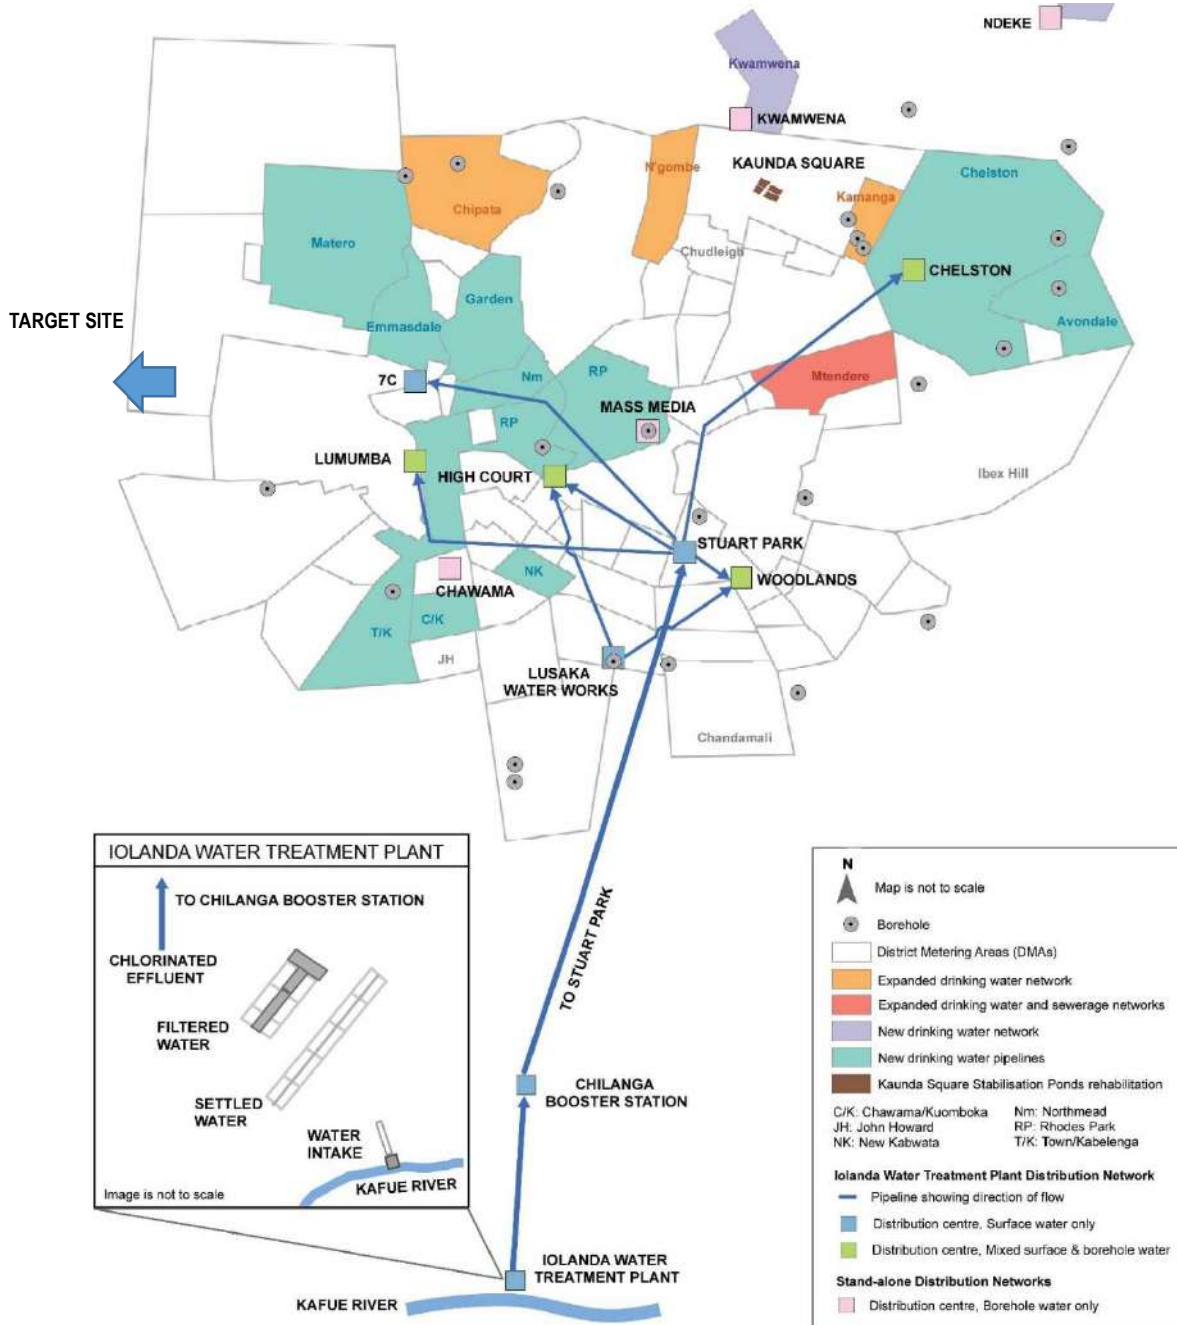 NDEKE
Kwamwena
KWAMWENA
KAUNDA SQUARE
N'gombe
Chelston
Kamanga
Chipata
Matero
Chudleigh
CHELSTON
Garden
TARGET SITE
Emmasdale
Avondale
7C
Nm
RP
Mtendere
MASS MEDIA
RP
LUMUMBA
HIGH COURT
Ibex Hill
STUART PARK
WOODLANDS
NK
CHAWAMA
C/K
T/K
JH
LUSAKA
WATER WORKS
Chandamali
TO STUART PARK
CHILANGA
BOOSTER STATION
IOLANDA WATER
TREATMENT PLANT
KAFUE RIVER
IOLANDA WATER TREATMENT PLANT
TO CHILANGA BOOSTER STATION
CHLORINATED
EFFLUENT
FILTERED
WATER
SETTLED
WATER
WATER
INTAKE
KAFUE RIVER
Image is not to scale
N
Map is not to scale
Borehole
District Metering Areas (DMAs)
Expanded drinking water network
Expanded drinking water and sewerage networks
New drinking water network
New drinking water pipelines
Kaunda Square Stabilisation Ponds rehabilitation
C/K: Chawama/Kuomboka Nm: Northmead
JH: John Howard RP: Rhodes Park
NK: New Kabwata T/K: Town/Kabelenga
Iolanda Water Treatment Plant Distribution Network
Pipeline showing direction of flow
Distribution centre, Surface water only
Distribution centre, Mixed surface & borehole water
Stand-alone Distribution Networks
Distribution centre, Borehole water only